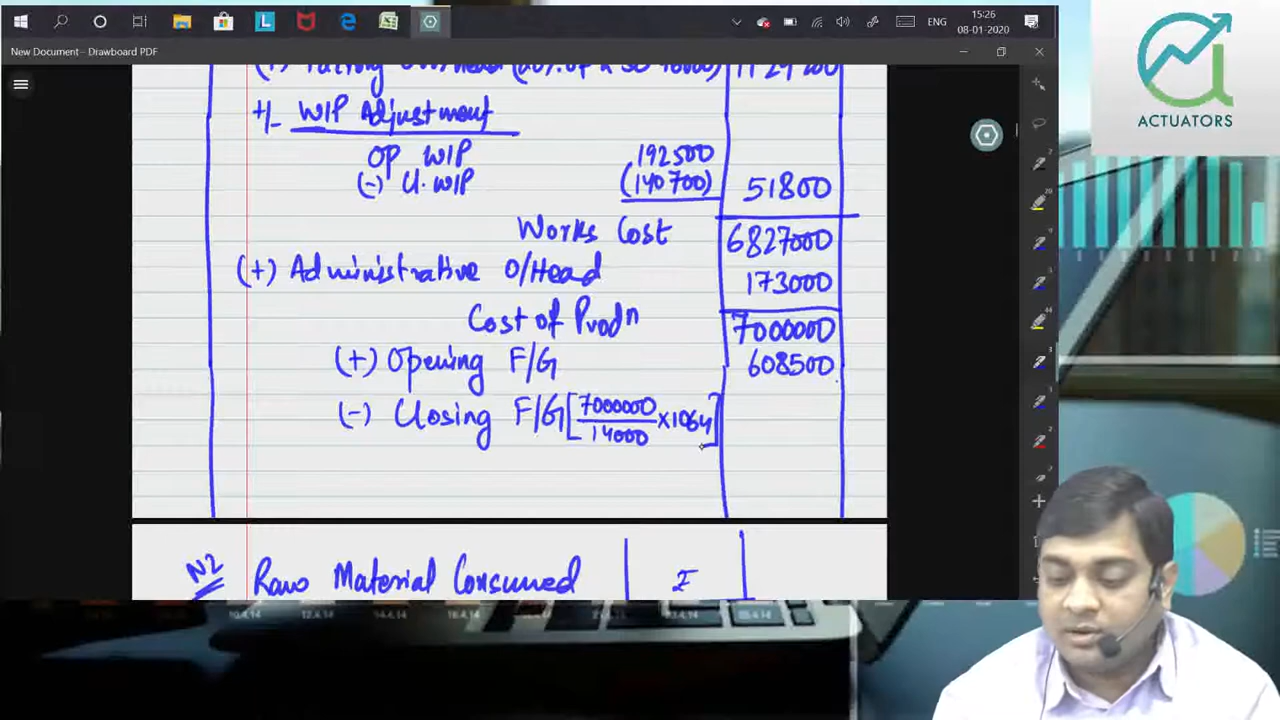 15:26
ENG
08-01-2020
New Document - Drawboard PDF
ACTUATORS
+/- WIP Adjustment
OP WIP 192500
(-) Cl. WIP (140700) 51800
Works Cost 6827000
(+) Administrative O/Head 173000
Cost of Prodn 7000000
(+) Opening F/G 608500
(-) Closing F/G [7000000/14000 ×1064]
N2 Raw Material Consumed